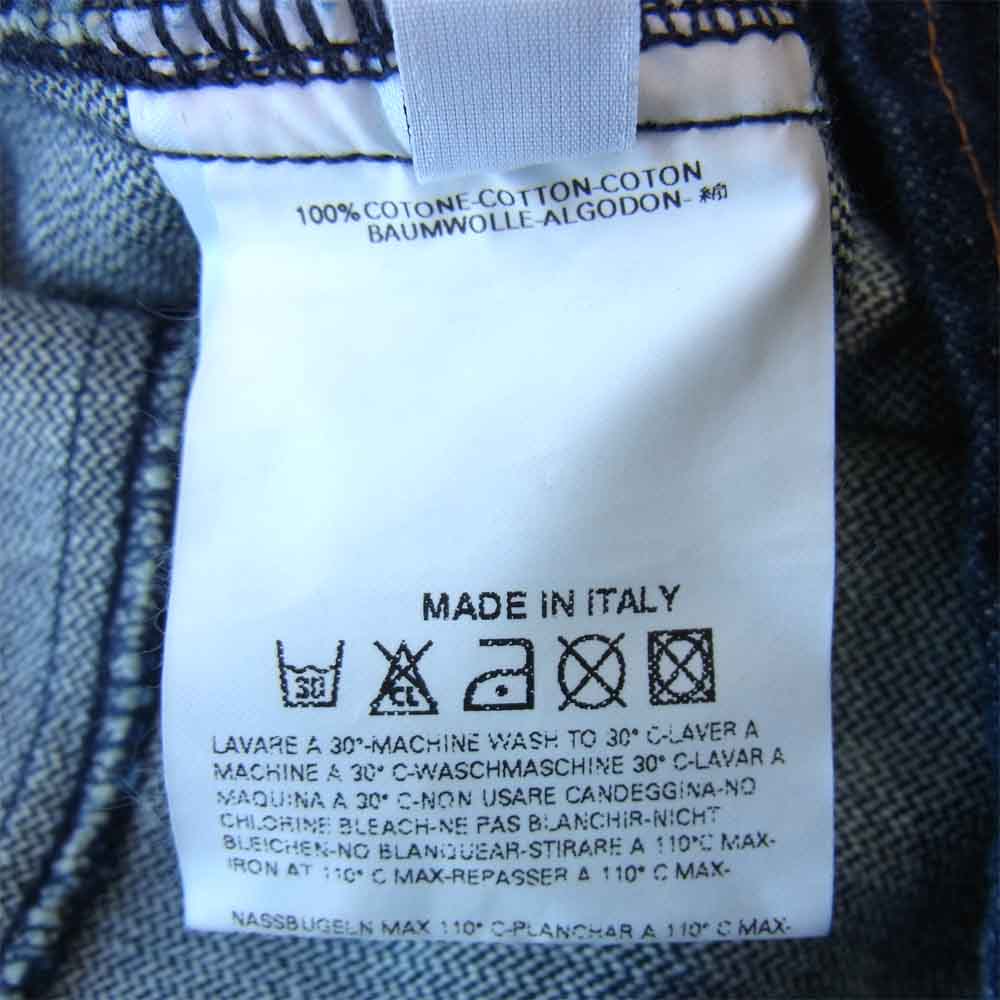 100% COTONE-COTTON-COTON
BAUMWOLLE-ALGODON-綿
MADE IN ITALY
30 CL
LAVARE A 30°-MACHINE WASH TO 30° C-LAVER A
MACHINE A 30° C-WASCHMASCHINE 30° C-LAVAR A
MAQUINA A 30° C-NON USARE CANDEGGINA-NO
CHLORINE BLEACH-NE PAS BLANCHIR-NICHT
BLEICHEN-NO BLANQUEAR-STIRARE A 110°C MAX-
IRON AT 110° C MAX-REPASSER A 110° C MAX-
NASSBUGELN MAX 110° C-PLANCHAR A 110° C MAX-